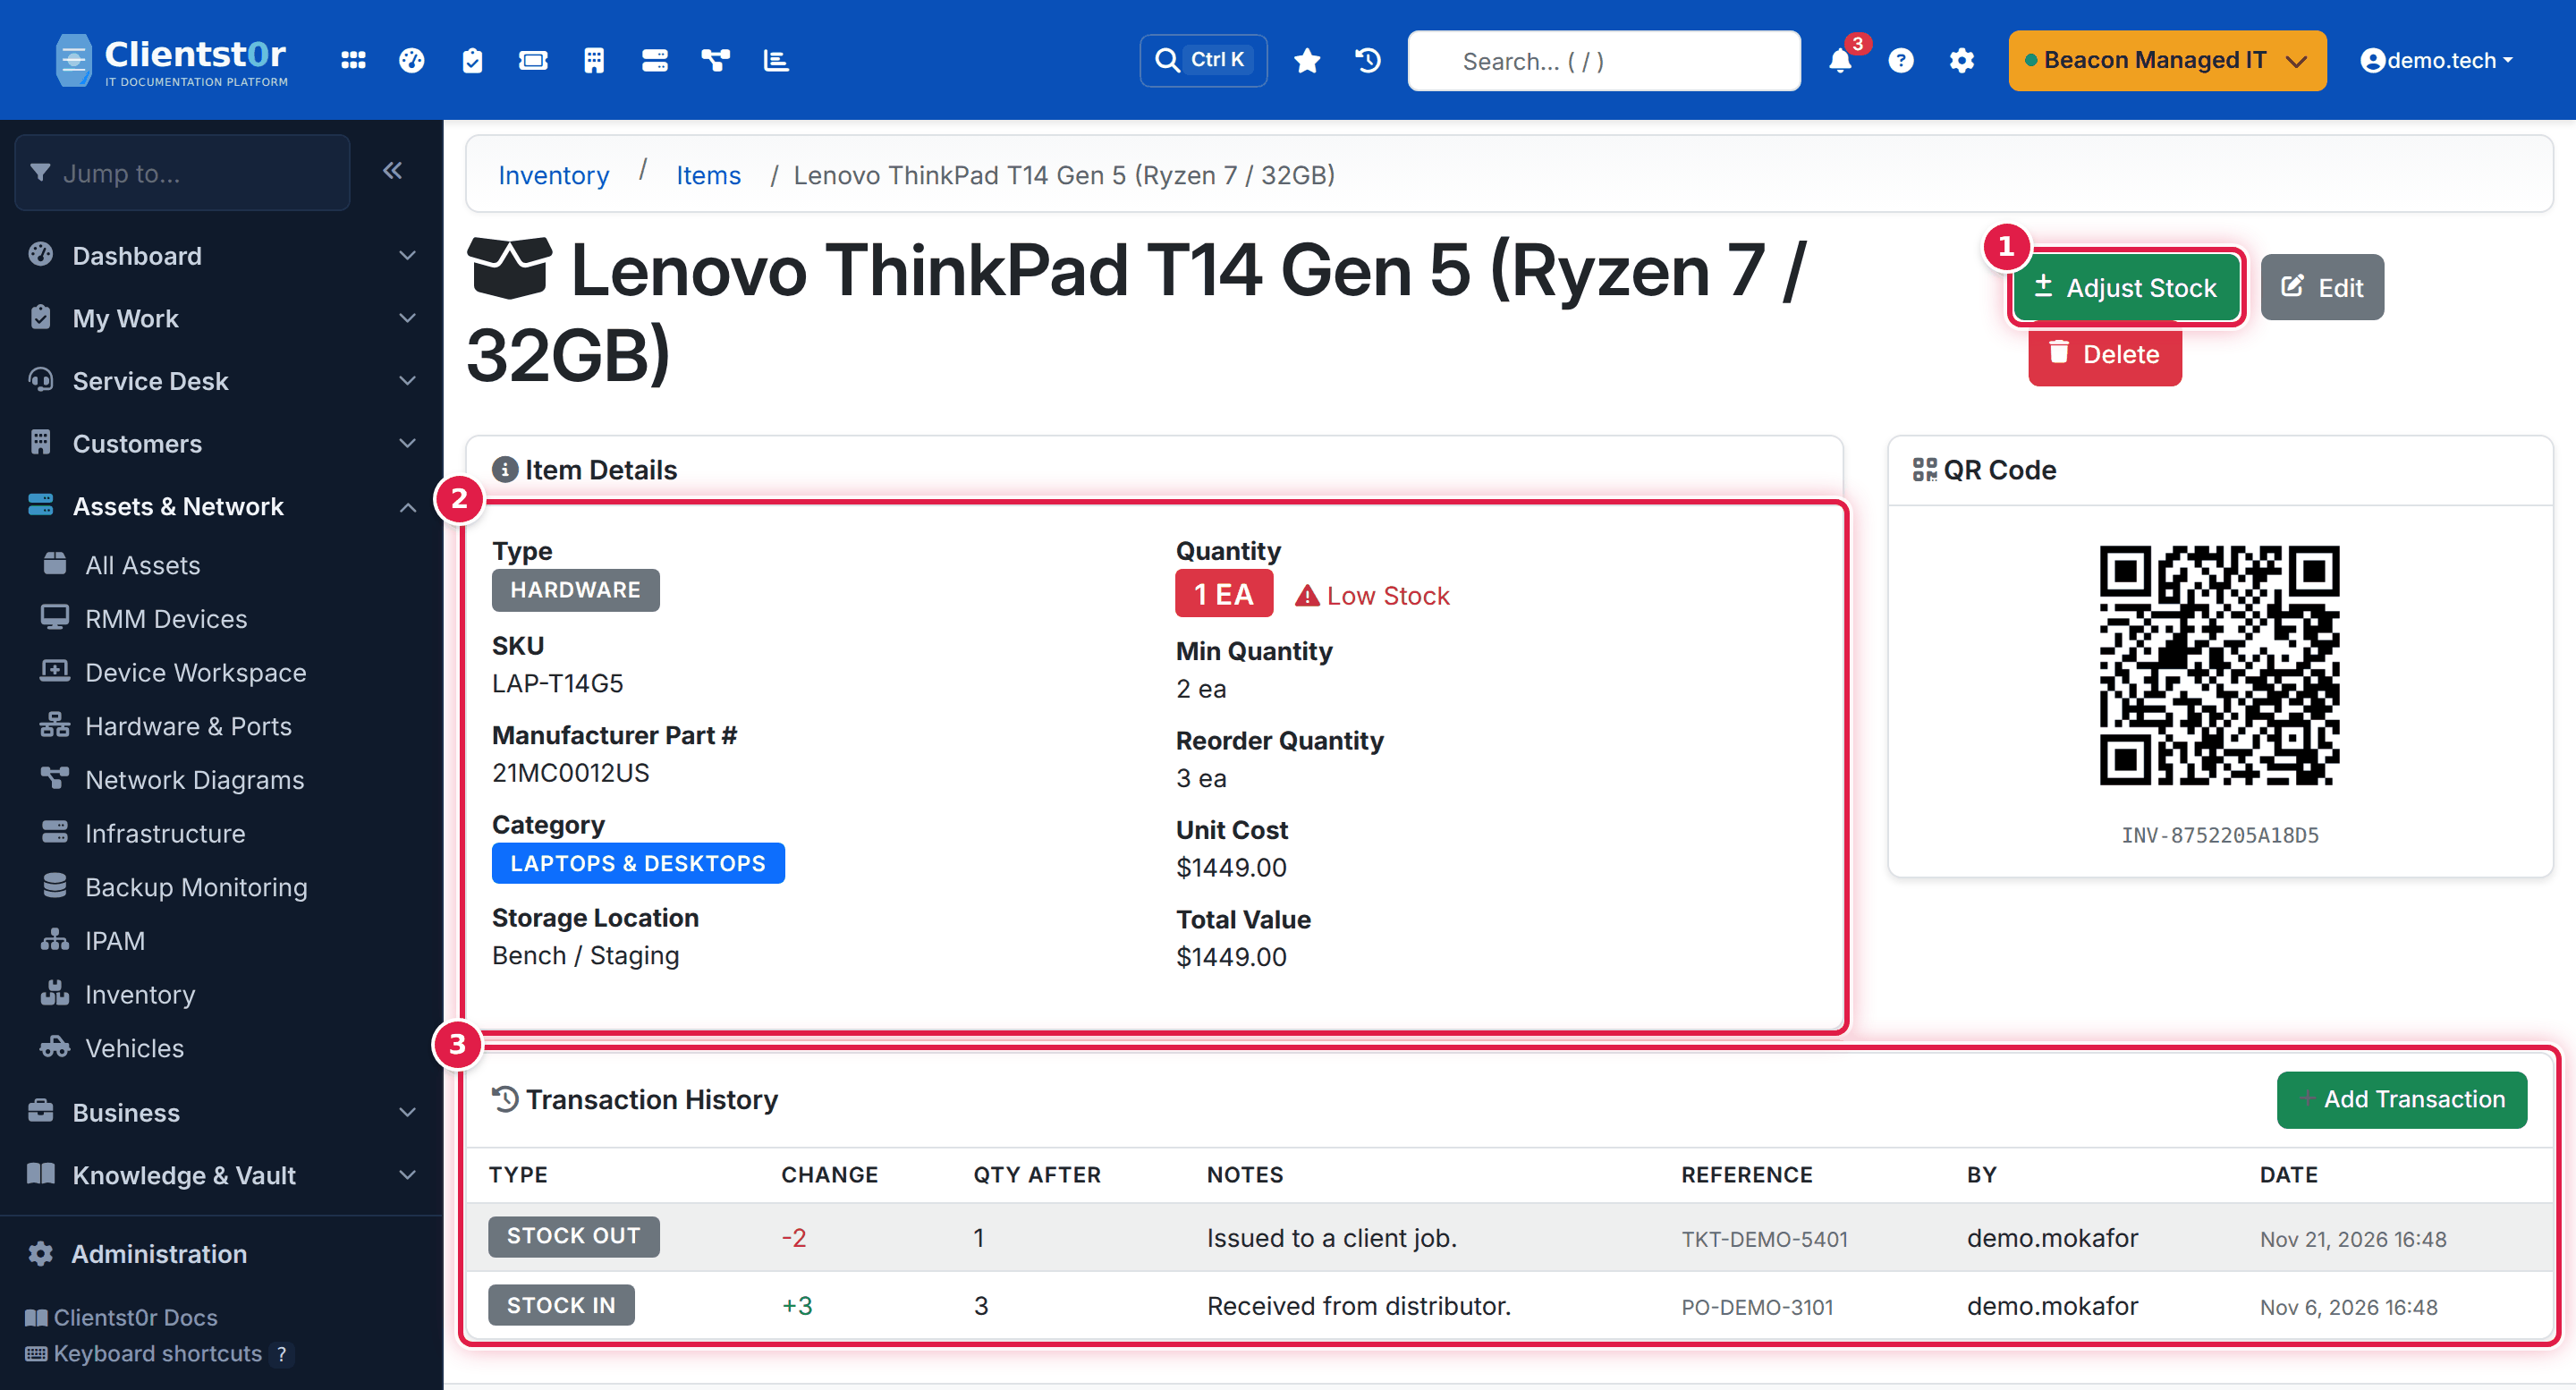 Clientst0r
IT DOCUMENTATION PLATFORM
Ctrl K
Search... ( / )
3
?
Beacon Managed IT
demo.tech
Jump to...
Dashboard
My Work
Service Desk
Customers
Assets & Network
All Assets
RMM Devices
Device Workspace
Hardware & Ports
Network Diagrams
Infrastructure
Backup Monitoring
IPAM
Inventory
Vehicles
Business
Knowledge & Vault
Administration
Clientst0r Docs
Keyboard shortcuts ?
Inventory / Items / Lenovo ThinkPad T14 Gen 5 (Ryzen 7 / 32GB)
Lenovo ThinkPad T14 Gen 5 (Ryzen 7 /
32GB)
1
± Adjust Stock
Edit
Delete
Item Details
2
Type
HARDWARE
SKU
LAP-T14G5
Manufacturer Part #
21MC0012US
Category
LAPTOPS & DESKTOPS
Storage Location
Bench / Staging
Quantity
1 EA Low Stock
Min Quantity
2 ea
Reorder Quantity
3 ea
Unit Cost
$1449.00
Total Value
$1449.00
QR Code
INV-8752205A18D5
3
Transaction History
+ Add Transaction
TYPE CHANGE QTY AFTER NOTES REFERENCE BY DATE
STOCK OUT -2 1 Issued to a client job. TKT-DEMO-5401 demo.mokafor Nov 21, 2026 16:48
STOCK IN +3 3 Received from distributor. PO-DEMO-3101 demo.mokafor Nov 6, 2026 16:48